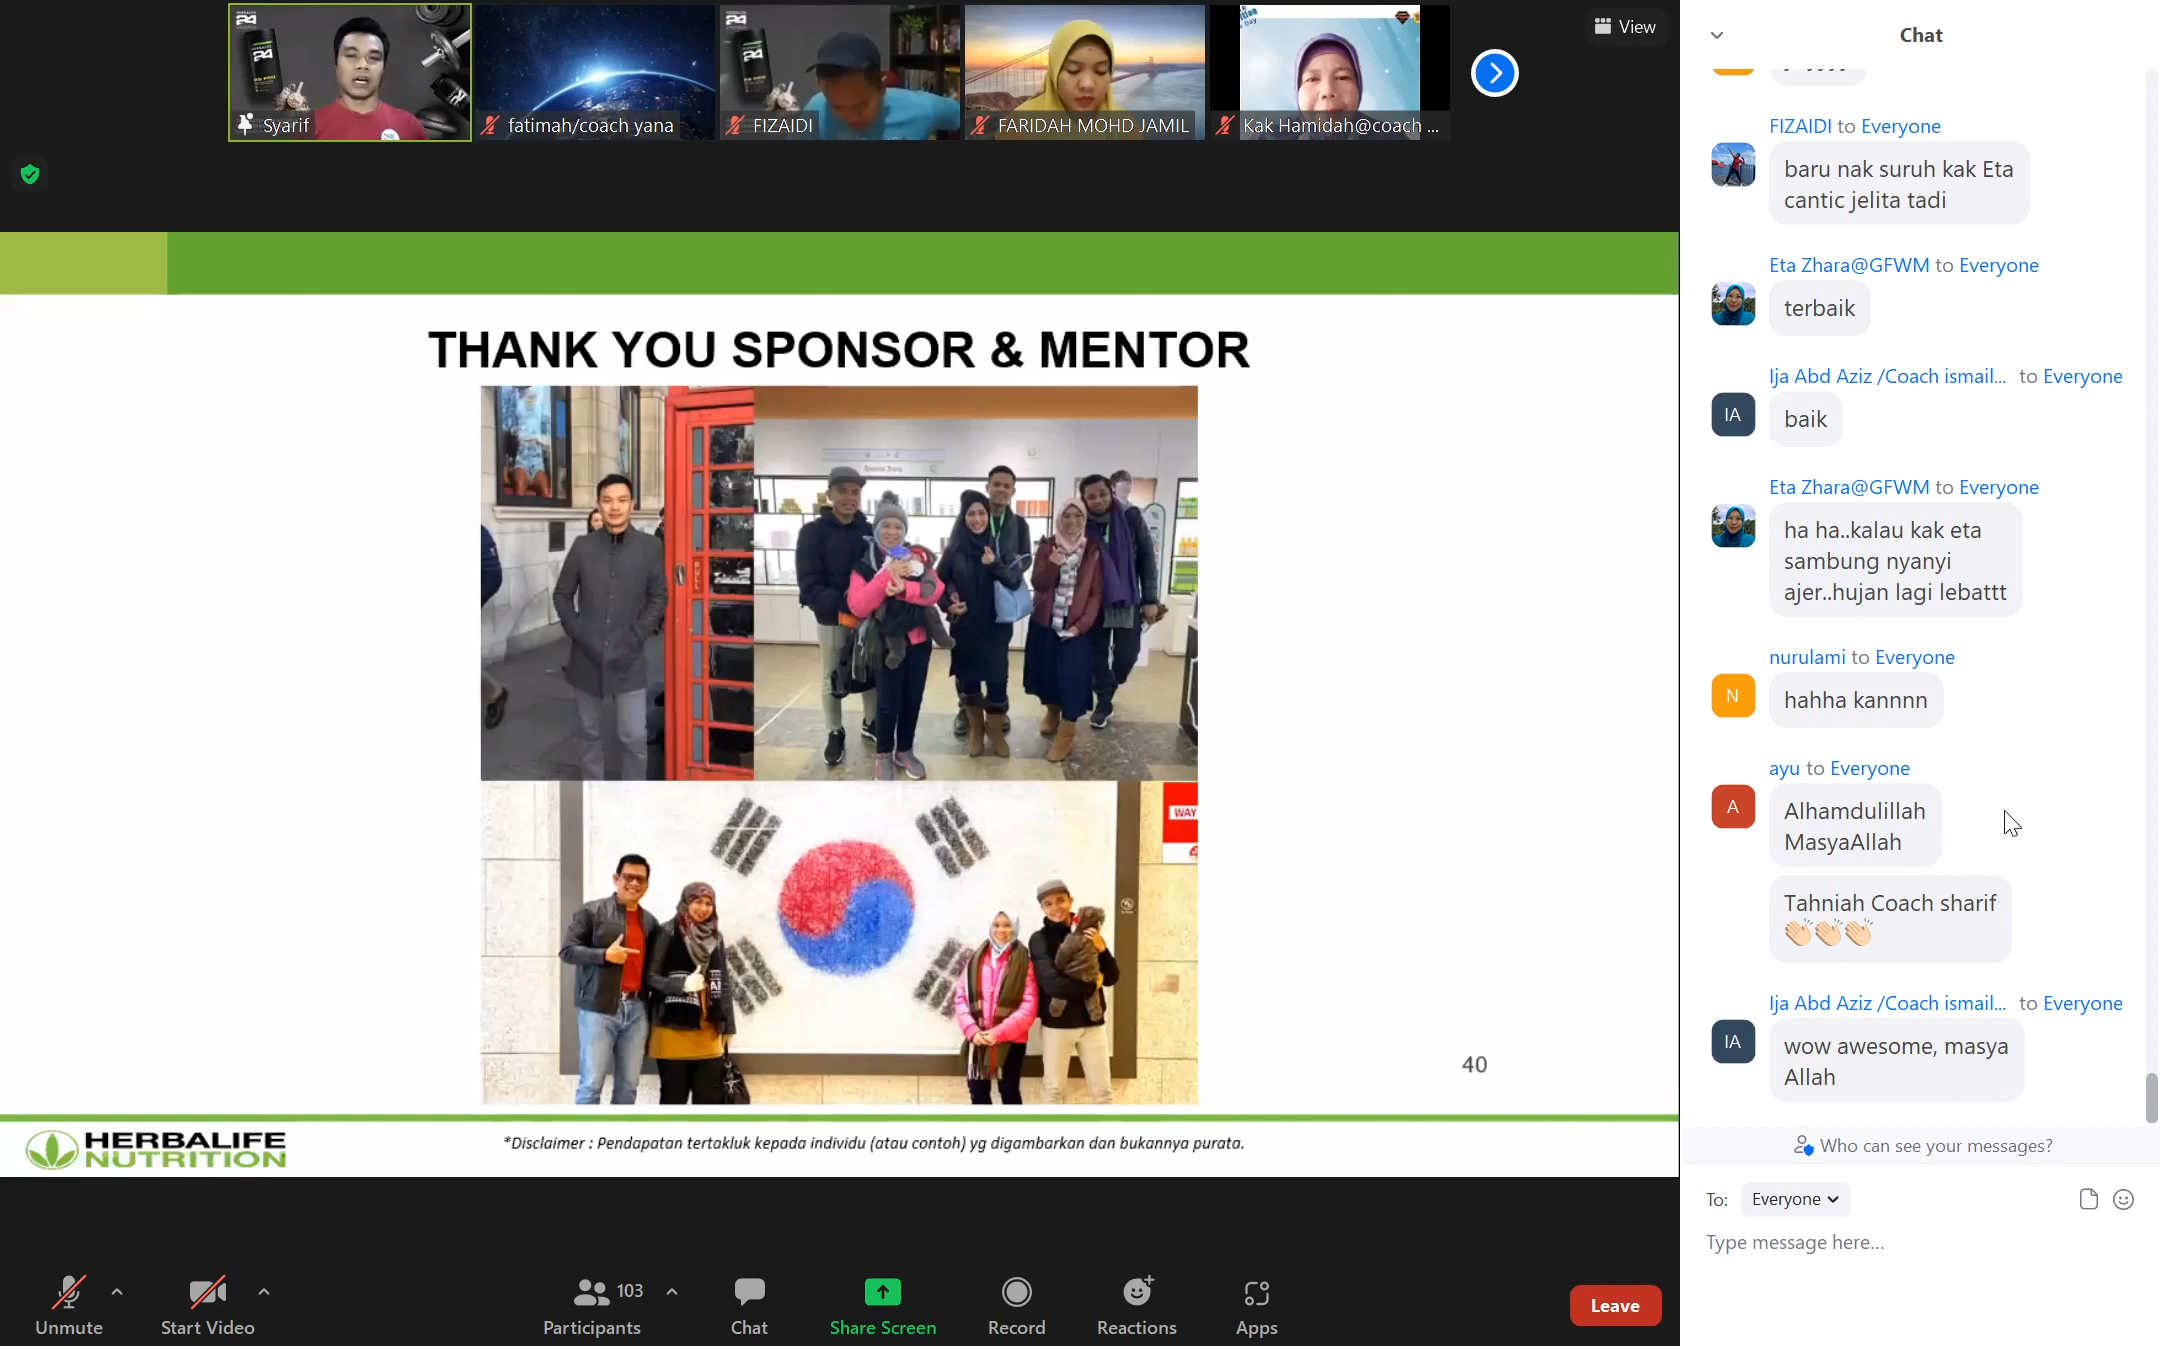 View
Syarif
fatimah/coach yana
FIZAIDI
FARIDAH MOHD JAMIL
Kak Hamidah@coach ...
THANK YOU SPONSOR & MENTOR
WAY
40
HERBALIFE
NUTRITION
*Disclaimer : Pendapatan tertakluk kepada individu (atau contoh) yg digambarkan dan bukannya purata.
Unmute
Start Video
103
Participants
Chat
Share Screen
Record
Reactions
Apps
Leave
Chat
FIZAIDI to Everyone
baru nak suruh kak Eta
cantic jelita tadi
Eta Zhara@GFWM to Everyone
terbaik
Ija Abd Aziz /Coach ismail... to Everyone
IA
baik
Eta Zhara@GFWM to Everyone
ha ha..kalau kak eta
sambung nyanyi
ajer..hujan lagi lebattt
nurulami to Everyone
N
hahha kannnn
ayu to Everyone
A
Alhamdulillah
MasyaAllah
Tahniah Coach sharif
👏🏻👏🏻👏🏻
Ija Abd Aziz /Coach ismail... to Everyone
IA
wow awesome, masya
Allah
Who can see your messages?
To: Everyone
Type message here...